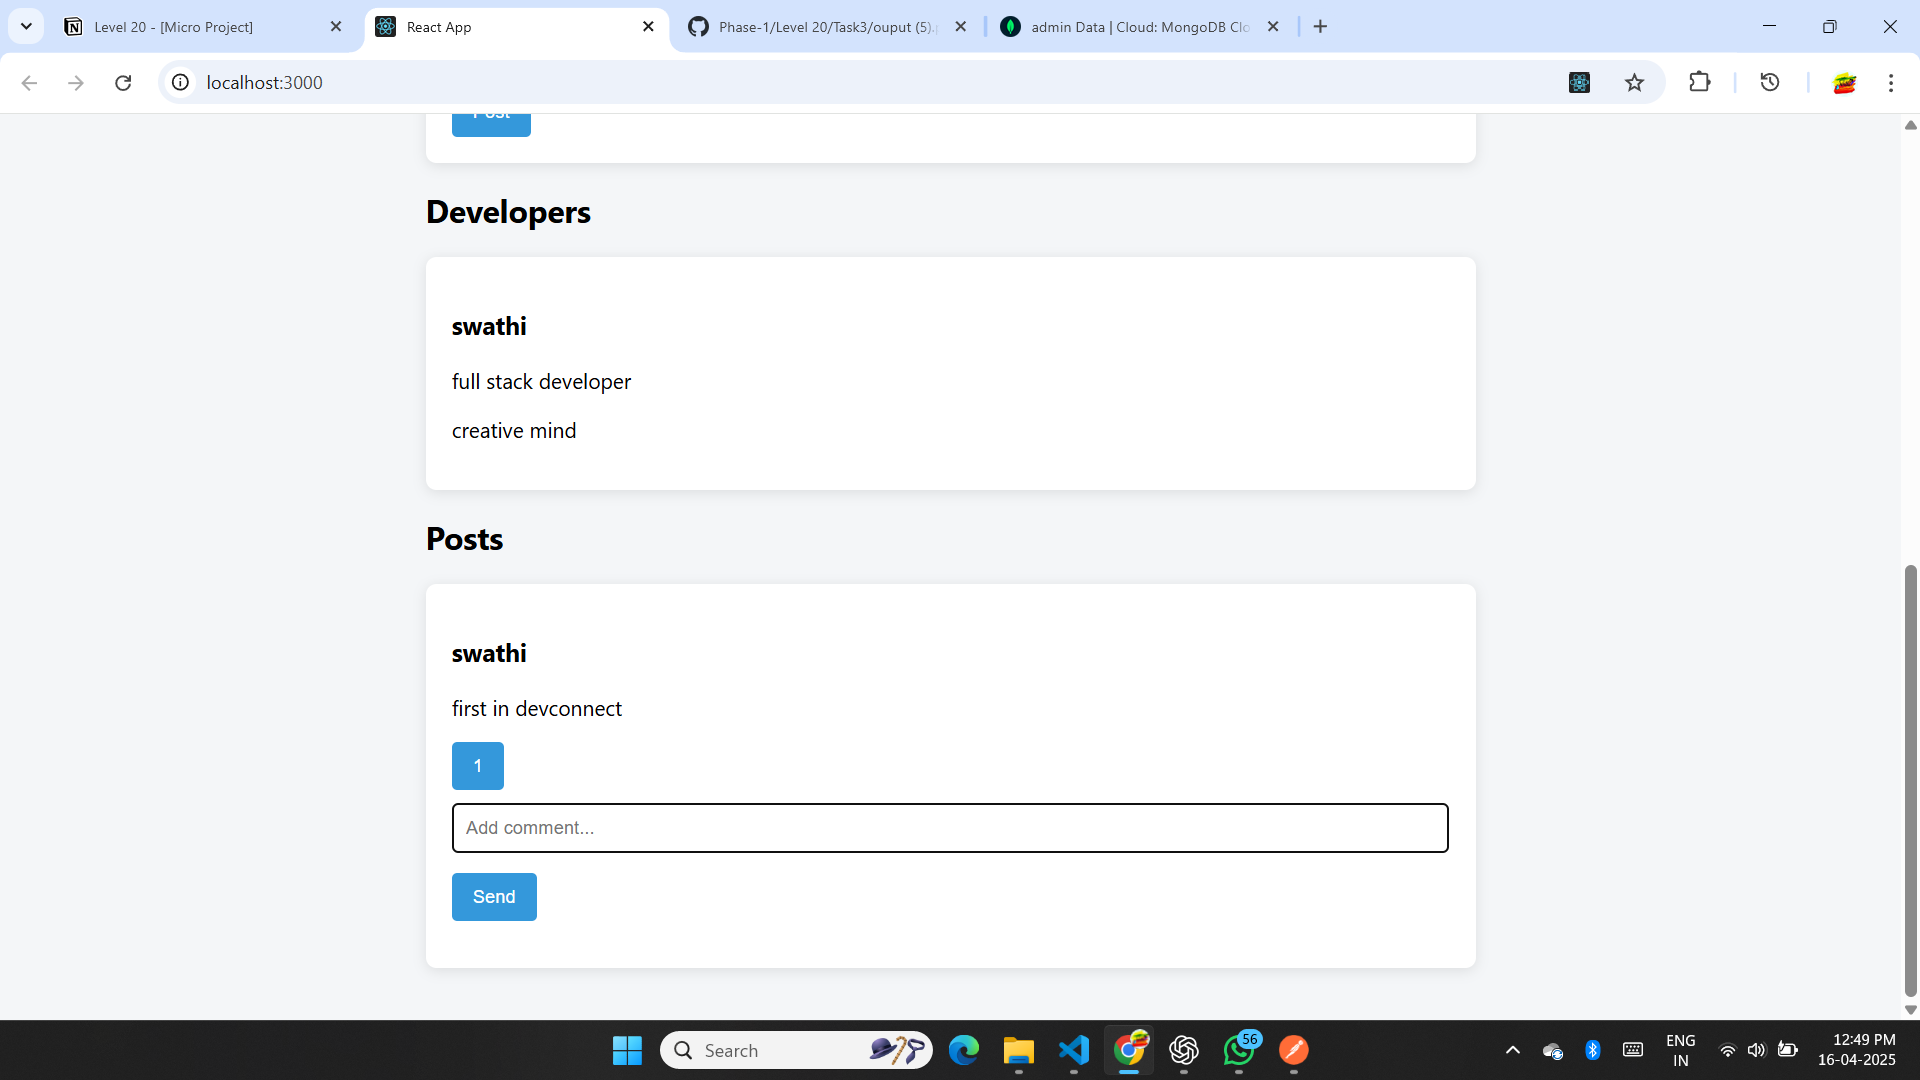 Level 20 - [Micro Project]
React App
Phase-1/Level 20/Task3/ouput (5).p
admin Data | Cloud: MongoDB Clo
localhost:3000
Post
Developers
swathi
full stack developer
creative mind
Posts
swathi
first in devconnect
1
Add comment...
Send
Search
56
ENG
IN
12:49 PM
16-04-2025